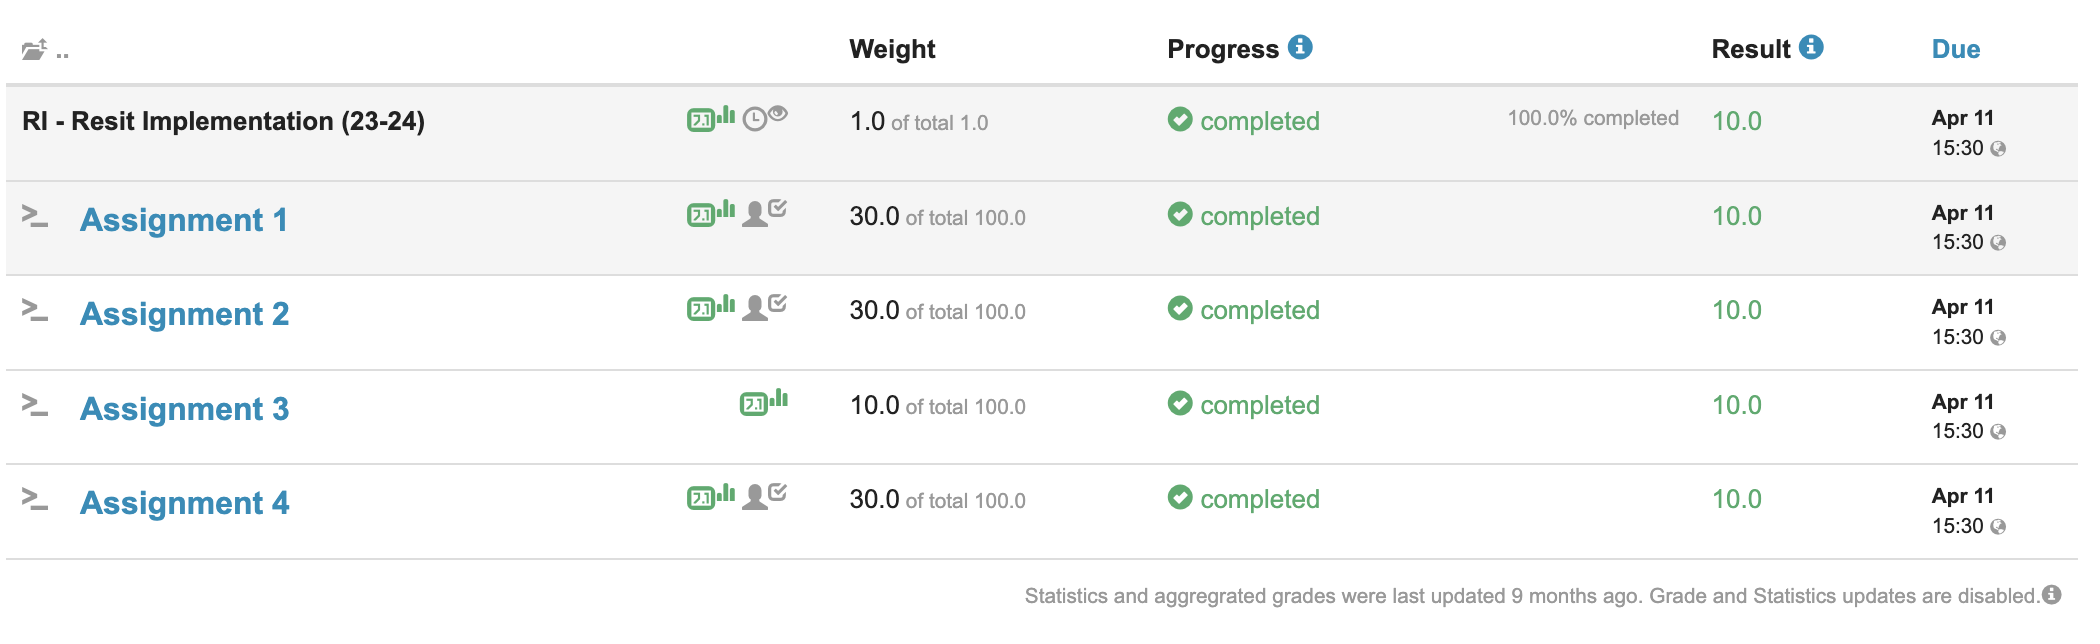 .. Weight Progress Result Due
RI - Resit Implementation (23-24) 1.0 of total 1.0 completed 100.0% completed 10.0 Apr 11
15:30
Assignment 1 30.0 of total 100.0 completed 10.0 Apr 11
15:30
Assignment 2 30.0 of total 100.0 completed 10.0 Apr 11
15:30
Assignment 3 10.0 of total 100.0 completed 10.0 Apr 11
15:30
Assignment 4 30.0 of total 100.0 completed 10.0 Apr 11
15:30
Statistics and aggregrated grades were last updated 9 months ago. Grade and Statistics updates are disabled.